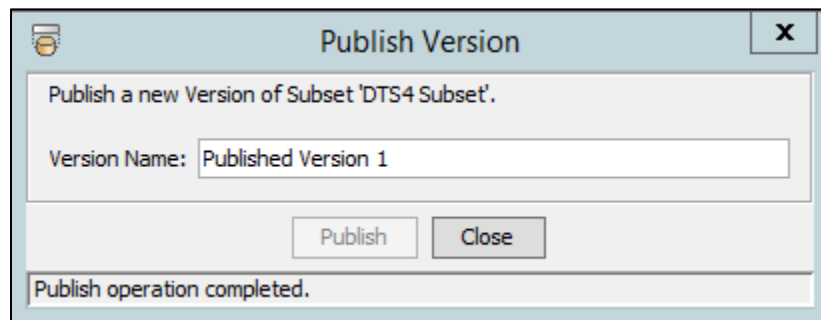 Publish Version
X
Publish a new Version of Subset 'DTS4 Subset'.
Version Name: Published Version 1
Publish Close
Publish operation completed.